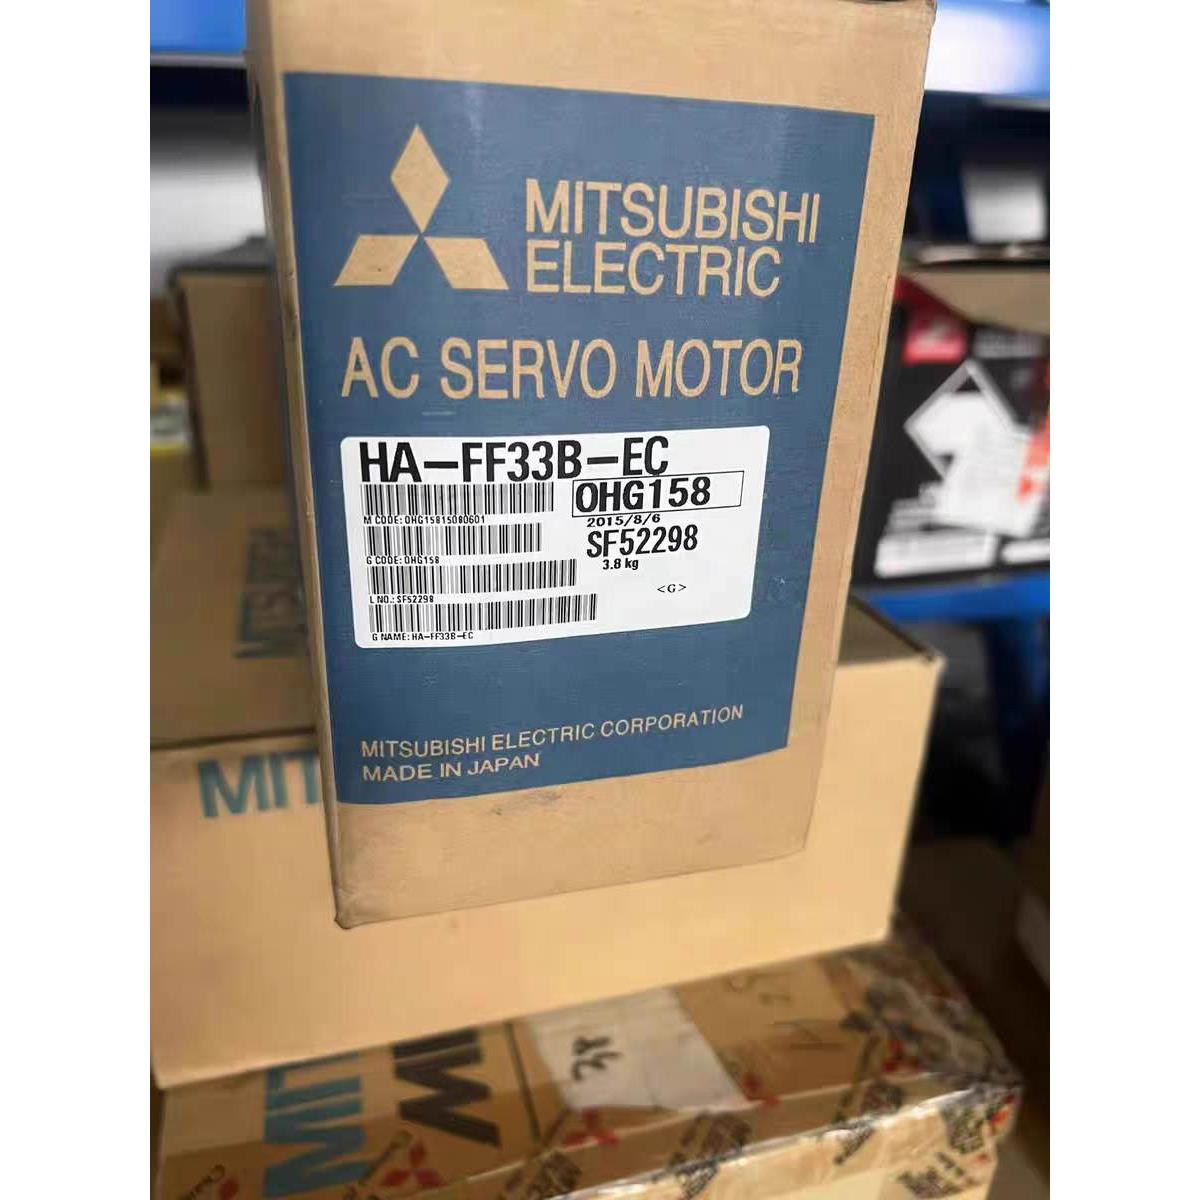 MITSUBISHI
ELECTRIC
AC SERVO MOTOR
HA-FF33B-EC
OHG158
M CODE: OHG15815080601
2015/8/6
SF52298
G CODE: OHG158
3.8 kg
<G>
L NO.: SF52298
G NAME: HA-FF33B-EC
MITSUBISHI ELECTRIC CORPORATION
MADE IN JAPAN
MIT